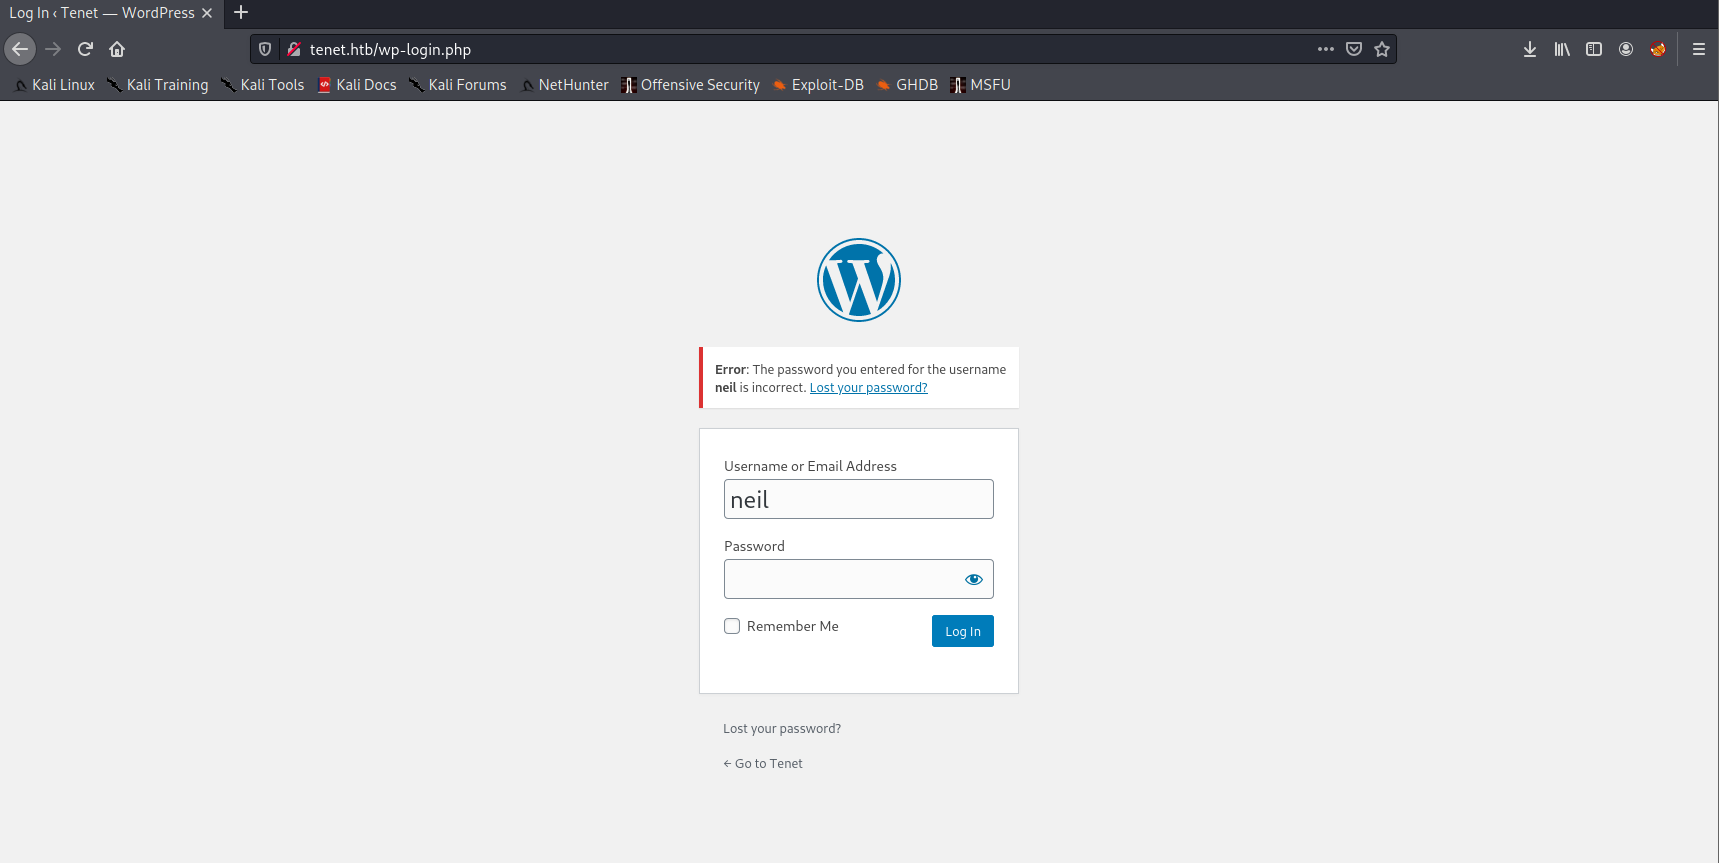 Log In ‹ Tenet — WordPress
tenet.htb/wp-login.php
Kali Linux Kali Training Kali Tools Kali Docs Kali Forums NetHunter Offensive Security Exploit-DB GHDB MSFU
Error: The password you entered for the username
neil is incorrect. Lost your password?
Username or Email Address
neil
Password
Remember Me
Log In
Lost your password?
← Go to Tenet